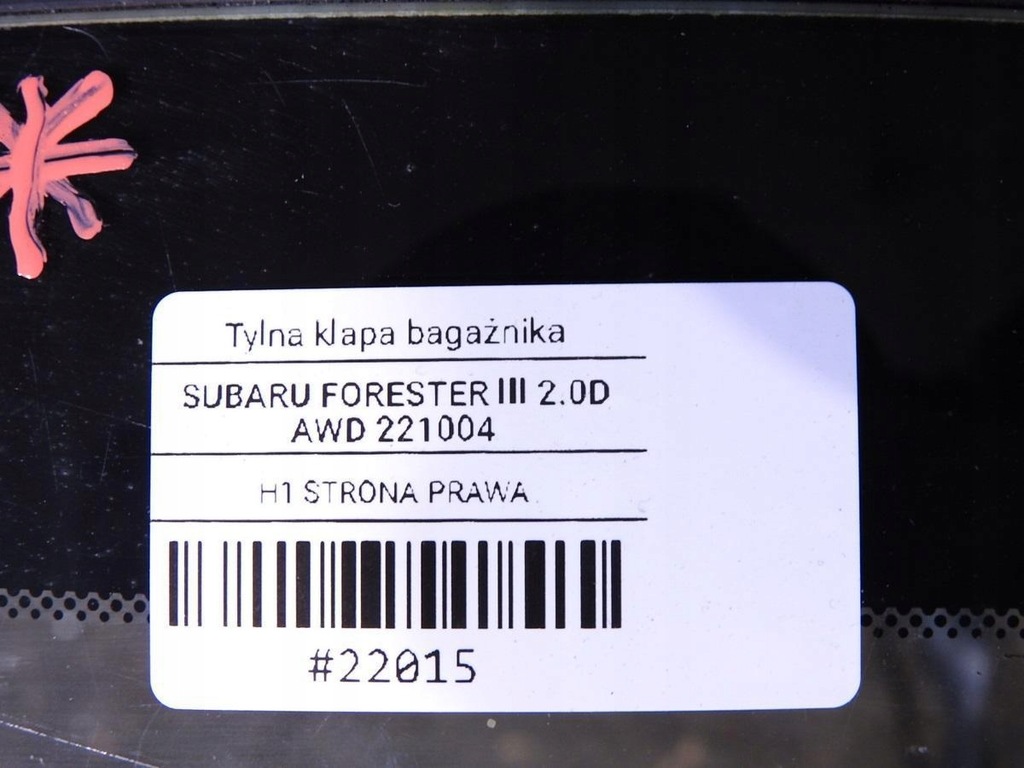 Tylna klapa bagażnika
SUBARU FORESTER III 2.0D
AWD 221004
H1 STRONA PRAWA
#22015